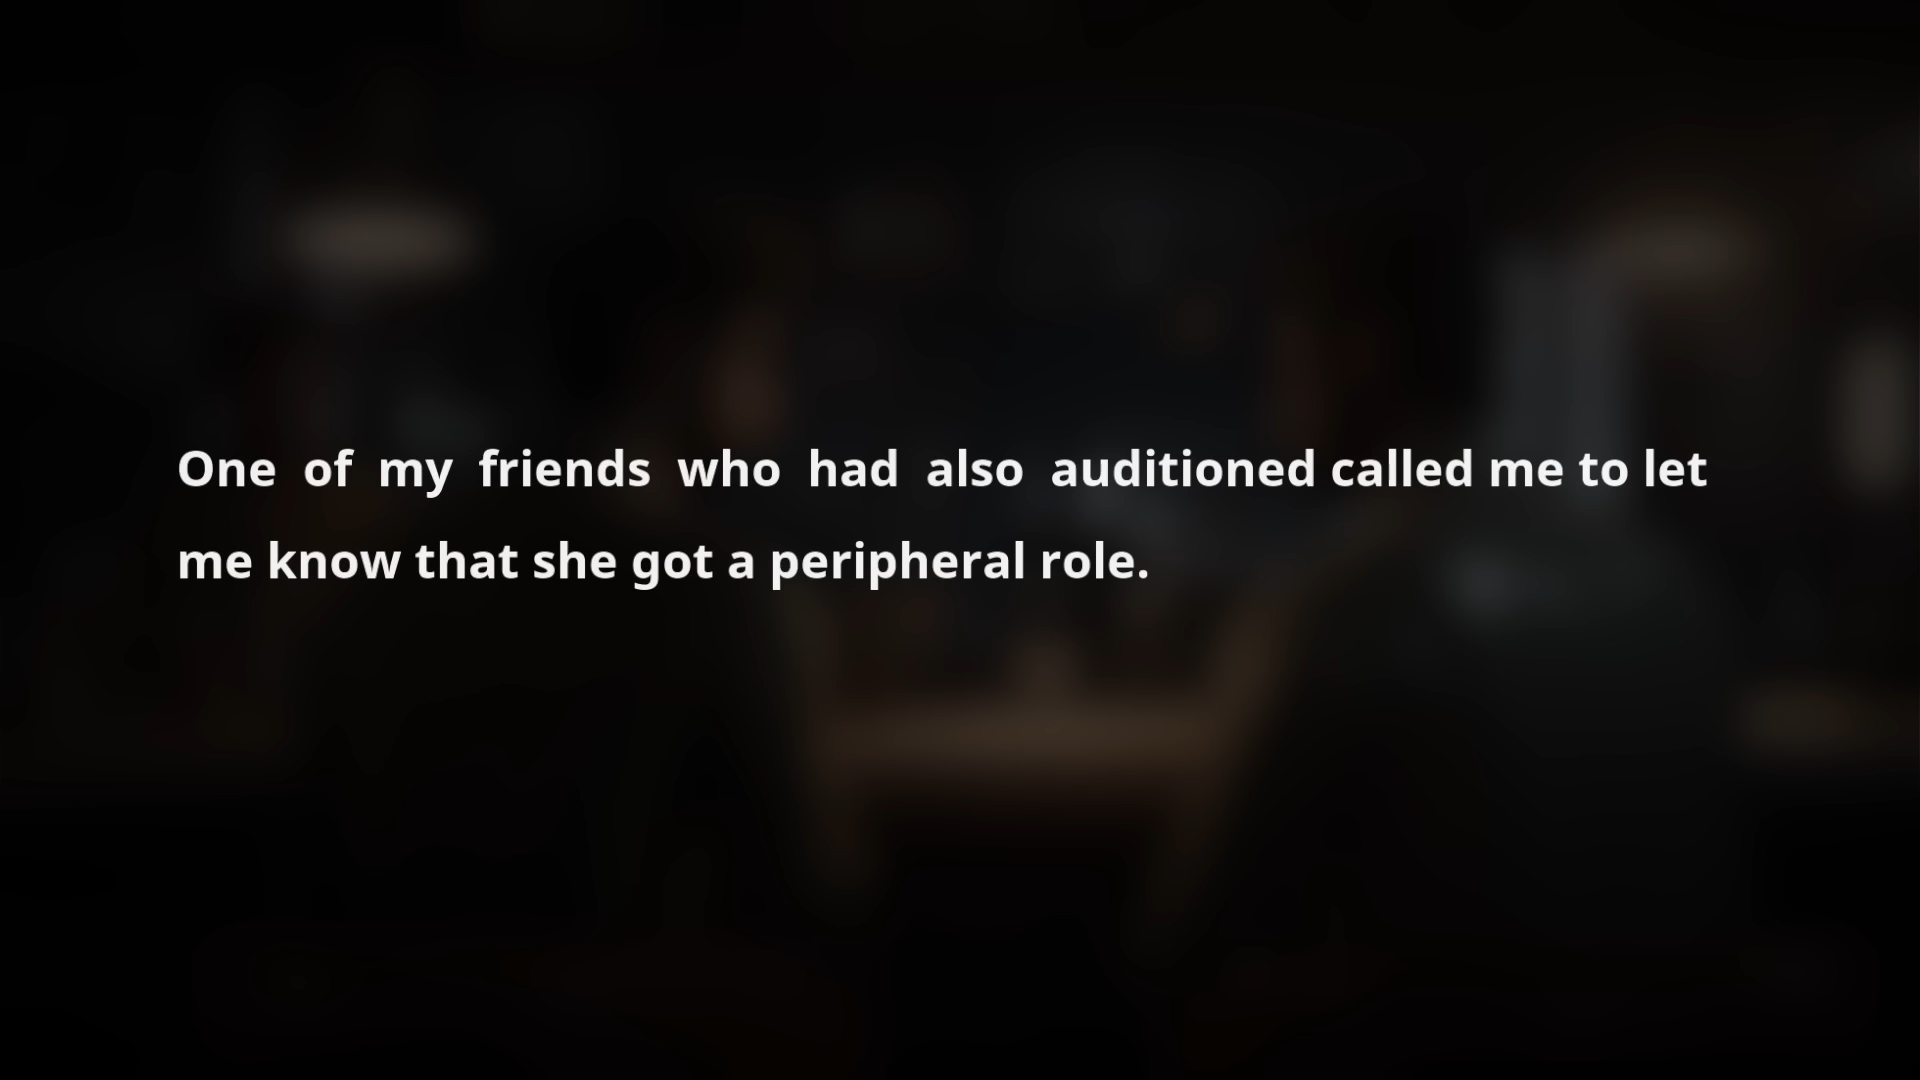 One of my friends who had also auditioned called me to let
me know that she got a peripheral role.